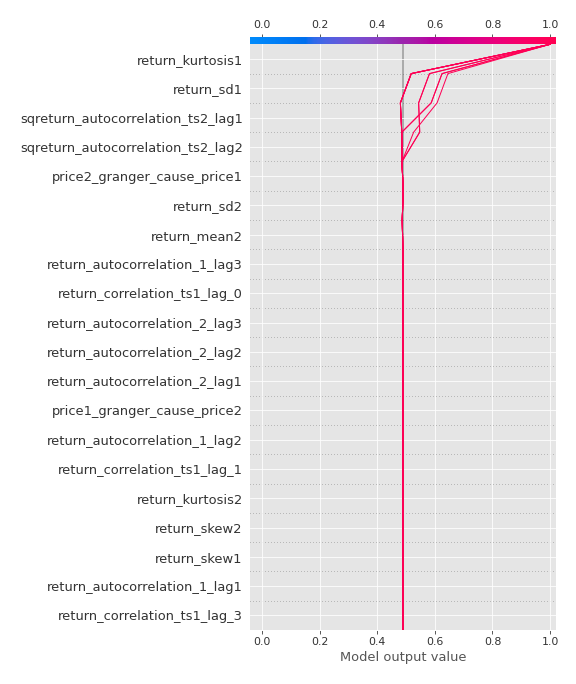 0.0 0.2 0.4 0.6 0.8 1.0
return_kurtosis1
return_sd1
sqreturn_autocorrelation_ts2_lag1
sqreturn_autocorrelation_ts2_lag2
price2_granger_cause_price1
return_sd2
return_mean2
return_autocorrelation_1_lag3
return_correlation_ts1_lag_0
return_autocorrelation_2_lag3
return_autocorrelation_2_lag2
return_autocorrelation_2_lag1
price1_granger_cause_price2
return_autocorrelation_1_lag2
return_correlation_ts1_lag_1
return_kurtosis2
return_skew2
return_skew1
return_autocorrelation_1_lag1
return_correlation_ts1_lag_3
0.0 0.2 0.4 0.6 0.8 1.0
Model output value